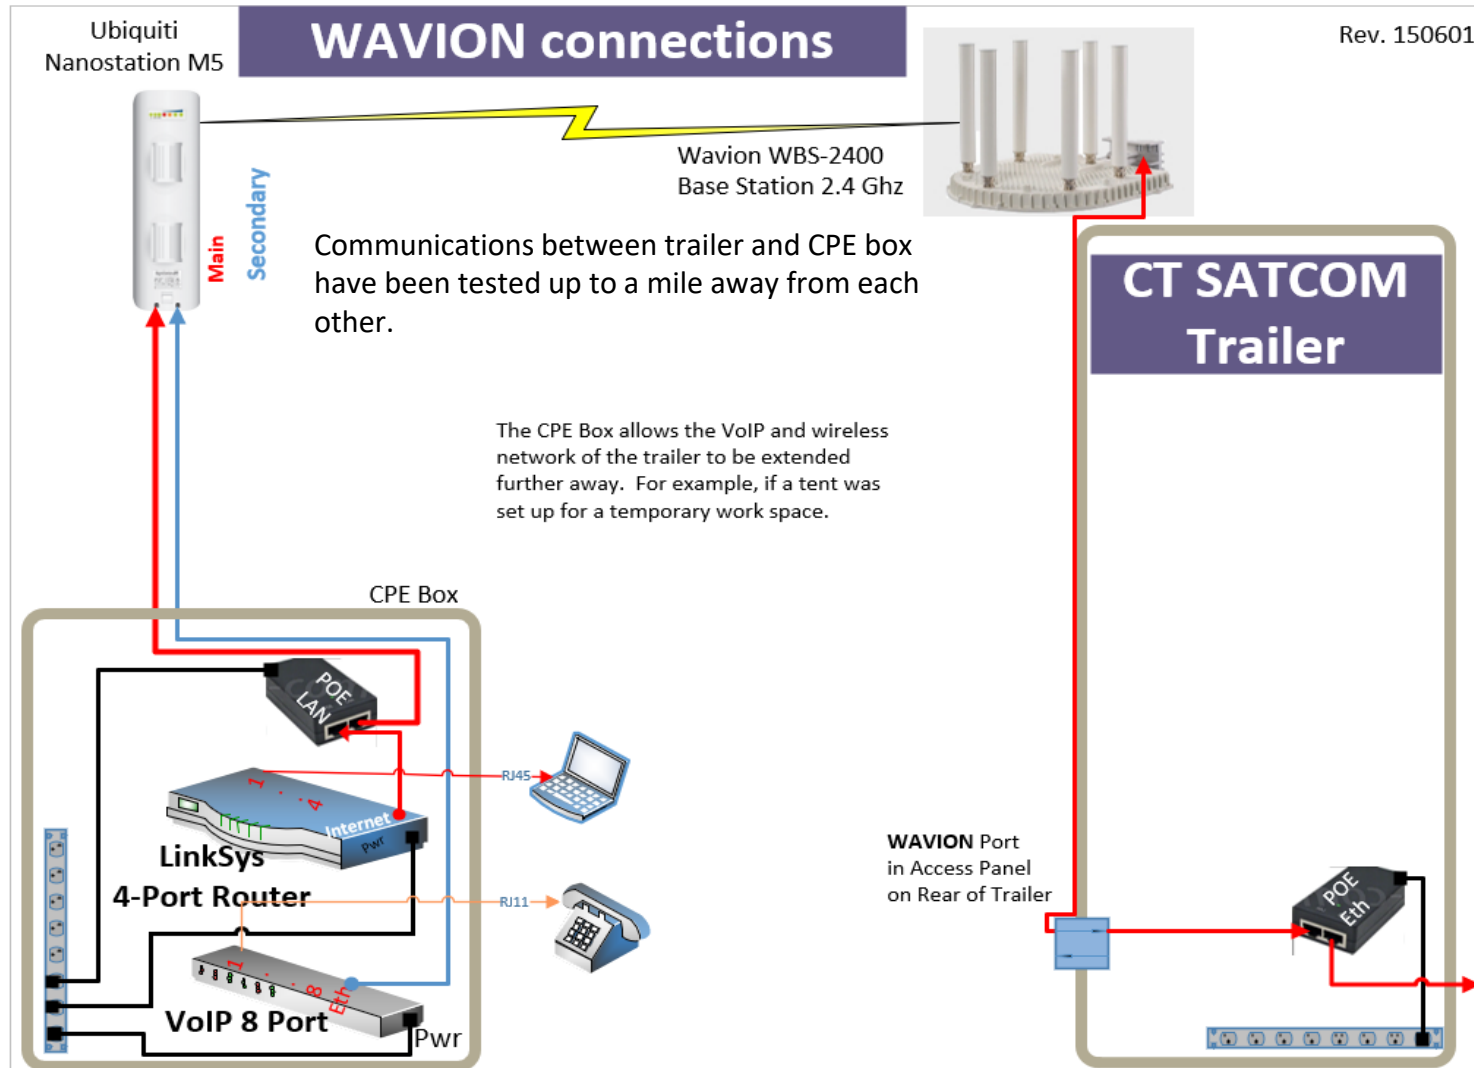 Ubiquiti
Nanostation M5
WAVION connections
Rev. 150601
Wavion WBS-2400
Base Station 2.4 Ghz
Main
Secondary
Communications between trailer and CPE box
have been tested up to a mile away from each
other.
CT SATCOM
Trailer
The CPE Box allows the VoIP and wireless
network of the trailer to be extended
further away.  For example, if a tent was
set up for a temporary work space.
CPE Box
POE
LAN
1 . . 4
Internet
Pwr
RJ45
LinkSys
4-Port Router
RJ11
1 . . 8
Eth
VoIP 8 Port
Pwr
WAVION Port
in Access Panel
on Rear of Trailer
POE
Eth